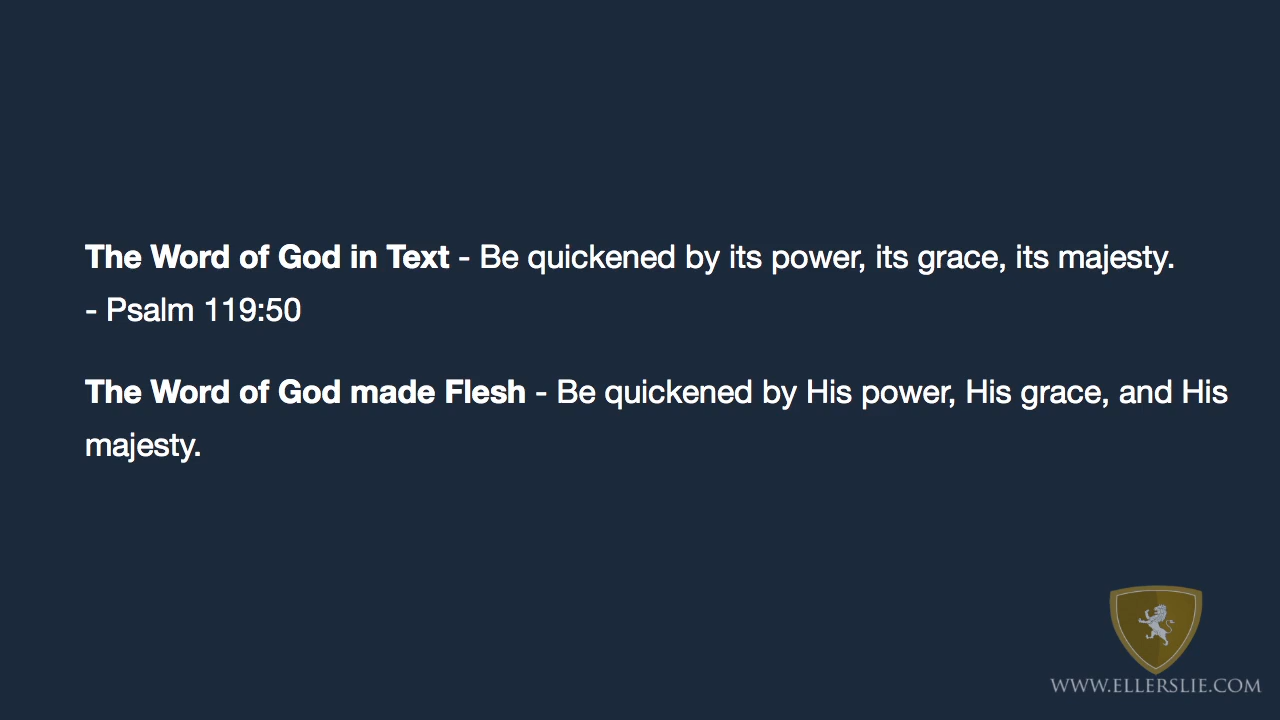 The Word of God in Text - Be quickened by its power, its grace, its majesty.
- Psalm 119:50
The Word of God made Flesh - Be quickened by His power, His grace, and His
majesty.
WWW.ELLERSLIE.COM